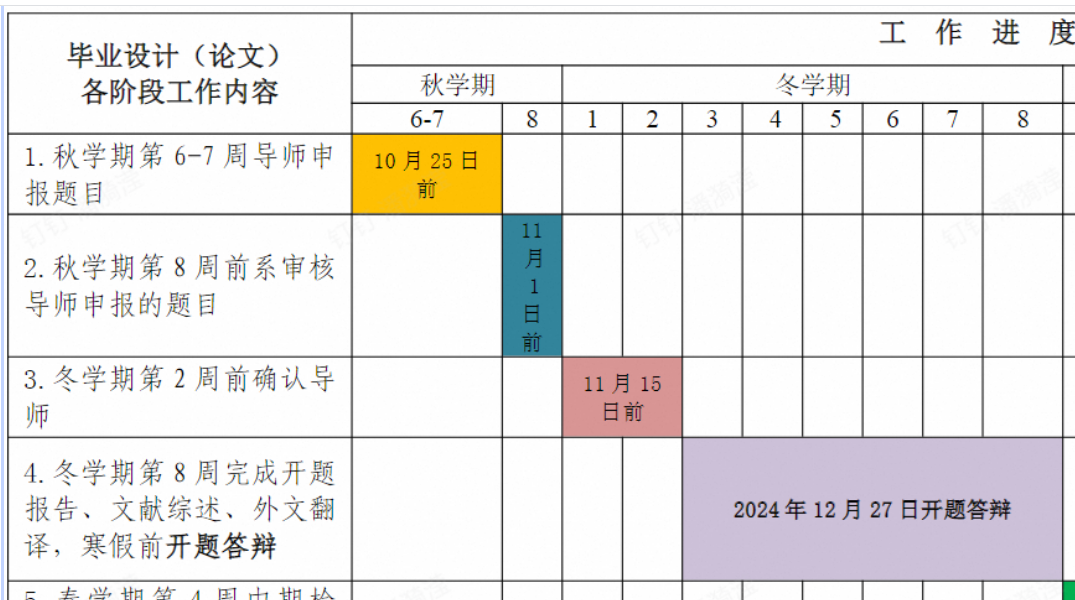 毕业设计（论文）
各阶段工作内容
工 作 进 度
秋学期
冬学期
6-7
8
1
2
3
4
5
6
7
8
1.秋学期第 6-7 周导师申
报题目
10 月 25 日
前
2.秋学期第 8 周前系审核
导师申报的题目
11
月
1
日
前
3.冬学期第 2 周前确认导
师
11 月 15
日前
4.冬学期第 8 周完成开题
报告、文献综述、外文翻
译，寒假前开题答辩
2024 年 12 月 27 日开题答辩
5.春学期第 4 周中期检